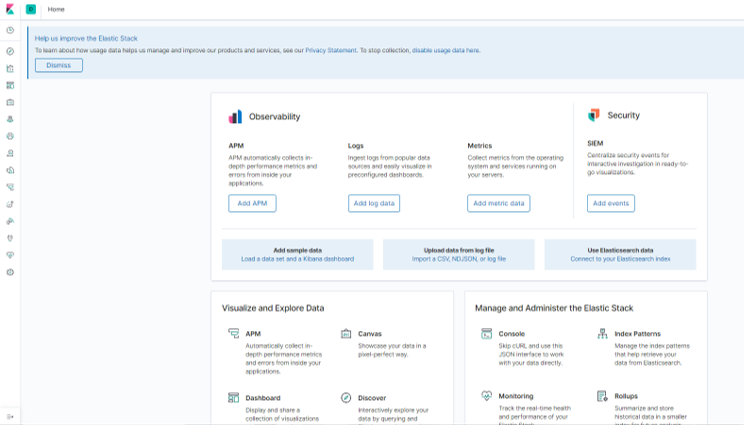 D Home
Help us improve the Elastic Stack
To learn about how usage data helps us manage and improve our products and services, see our Privacy Statement. To stop collection, disable usage data here.
Dismiss
Observability
Security
APM
APM automatically collects in-
depth performance metrics and
errors from inside your
applications.
Add APM
Logs
Ingest logs from popular data
sources and easily visualize in
preconfigured dashboards.
Add log data
Metrics
Collect metrics from the operating
system and services running on
your servers.
Add metric data
SIEM
Centralize security events for
interactive investigation in ready-to-
go visualizations.
Add events
Add sample data
Load a data set and a Kibana dashboard
Upload data from log file
Import a CSV, NDJSON, or log file
Use Elasticsearch data
Connect to your Elasticsearch index
Visualize and Explore Data
APM
Automatically collect in-
depth performance metrics
and errors from inside your
applications.
Canvas
Showcase your data in a
pixel-perfect way.
Dashboard
Display and share a
collection of visualizations
Discover
Interactively explore your
data by querying and
Manage and Administer the Elastic Stack
Console
Skip cURL and use this
JSON interface to work
with your data directly.
Index Patterns
Manage the index patterns
that help retrieve your
data from Elasticsearch.
Monitoring
Track the real-time health
and performance of your
Rollups
Summarize and store
historical data in a smaller